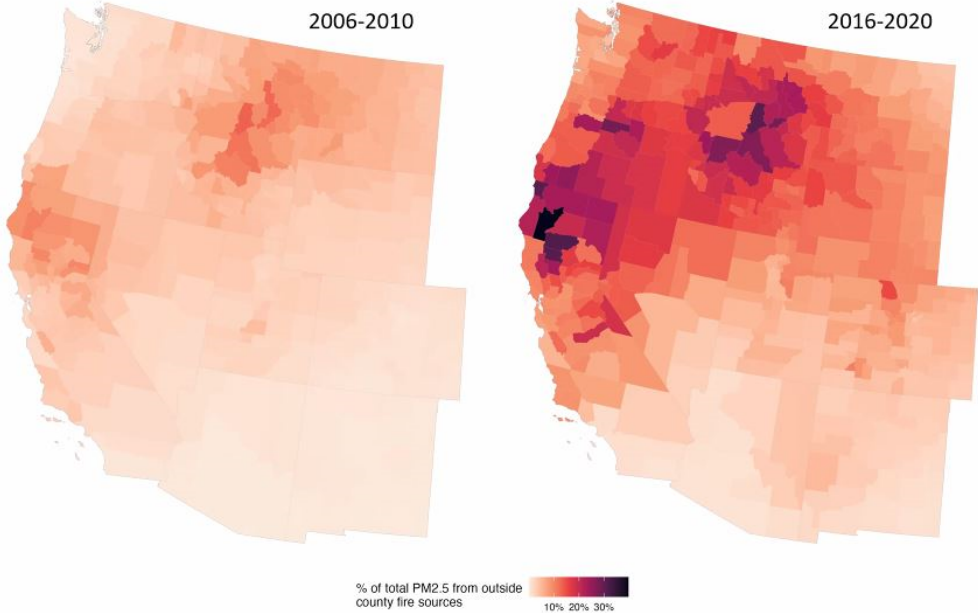 2006-2010
2016-2020
% of total PM2.5 from outside
county fire sources
10% 20% 30%